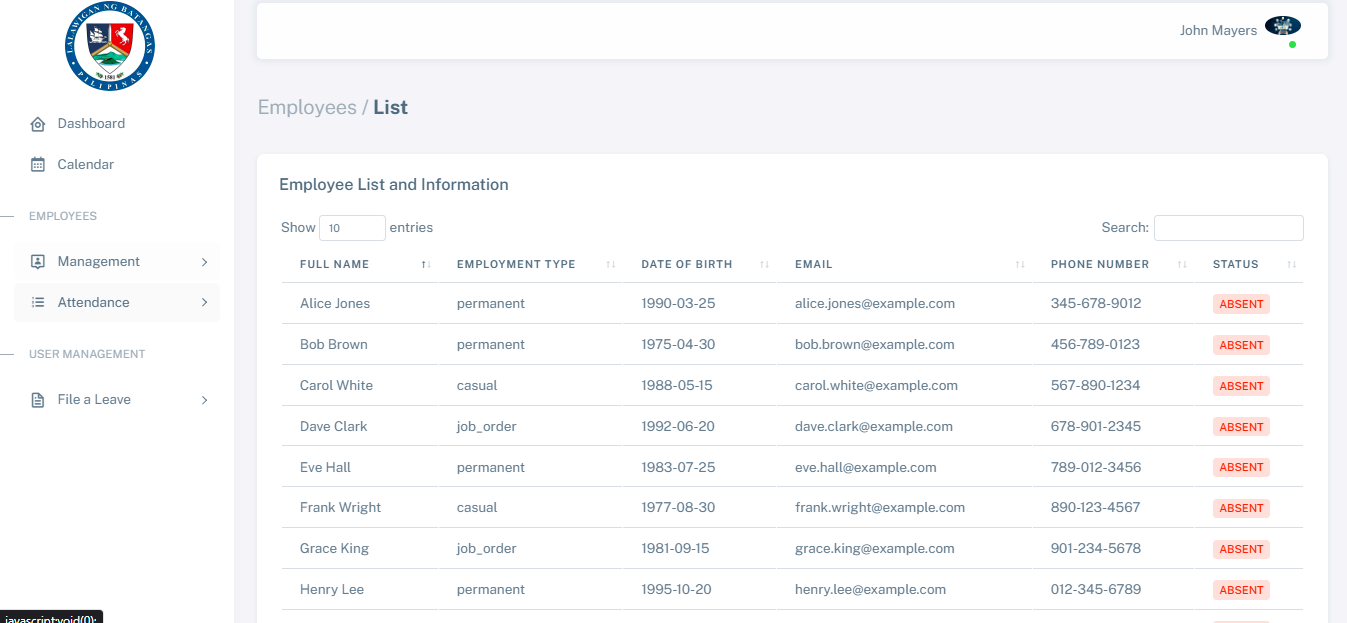 LALAWIGAN NG BATANGAS
1581
PILIPINAS
John Mayers
Dashboard
Calendar
EMPLOYEES
Management
Attendance
USER MANAGEMENT
File a Leave
Employees / List
Employee List and Information
Show 10 entries Search:
FULL NAME EMPLOYMENT TYPE DATE OF BIRTH EMAIL PHONE NUMBER STATUS
Alice Jones permanent 1990-03-25 alice.jones@example.com 345-678-9012 ABSENT
Bob Brown permanent 1975-04-30 bob.brown@example.com 456-789-0123 ABSENT
Carol White casual 1988-05-15 carol.white@example.com 567-890-1234 ABSENT
Dave Clark job_order 1992-06-20 dave.clark@example.com 678-901-2345 ABSENT
Eve Hall permanent 1983-07-25 eve.hall@example.com 789-012-3456 ABSENT
Frank Wright casual 1977-08-30 frank.wright@example.com 890-123-4567 ABSENT
Grace King job_order 1981-09-15 grace.king@example.com 901-234-5678 ABSENT
Henry Lee permanent 1995-10-20 henry.lee@example.com 012-345-6789 ABSENT
javascript:void(0);